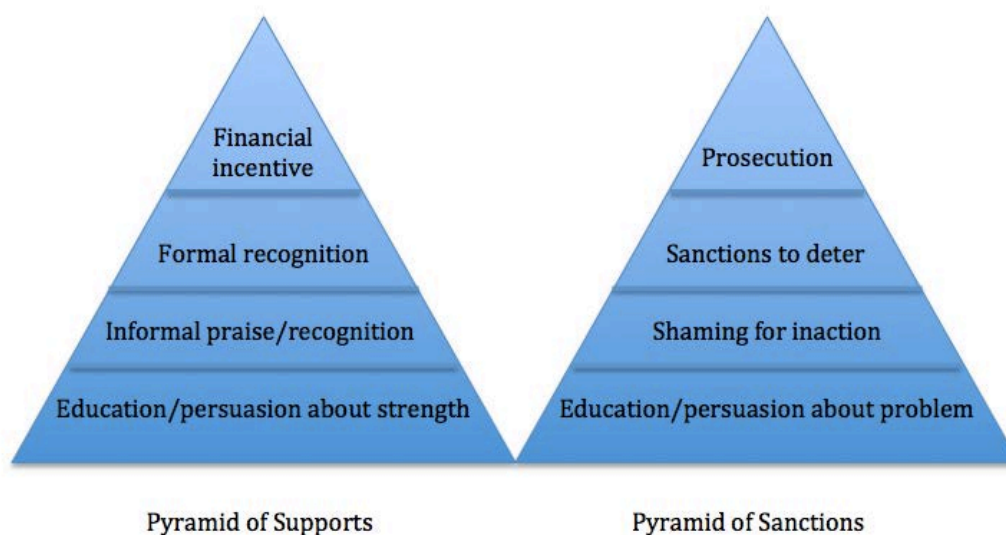 Financial
incentive
Formal recognition
Informal praise/recognition
Education/persuasion about strength
Pyramid of Supports
Prosecution
Sanctions to deter
Shaming for inaction
Education/persuasion about problem
Pyramid of Sanctions